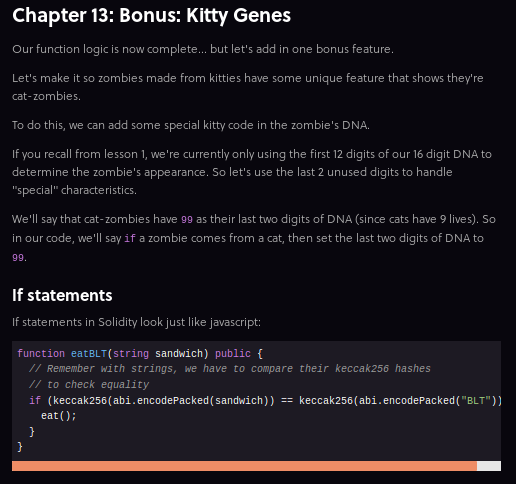 Chapter 13: Bonus: Kitty Genes
Our function logic is now complete... but let's add in one bonus feature.
Let's make it so zombies made from kitties have some unique feature that shows they're
cat-zombies.
To do this, we can add some special kitty code in the zombie's DNA.
If you recall from lesson 1, we're currently only using the first 12 digits of our 16 digit DNA to
determine the zombie's appearance. So let's use the last 2 unused digits to handle
"special" characteristics.
We'll say that cat-zombies have 99 as their last two digits of DNA (since cats have 9 lives). So
in our code, we'll say if a zombie comes from a cat, then set the last two digits of DNA to
99.
If statements
If statements in Solidity look just like javascript:
function eatBLT(string sandwich) public {
  // Remember with strings, we have to compare their keccak256 hashes
  // to check equality
  if (keccak256(abi.encodePacked(sandwich)) == keccak256(abi.encodePacked("BLT"))
    eat();
  }
}